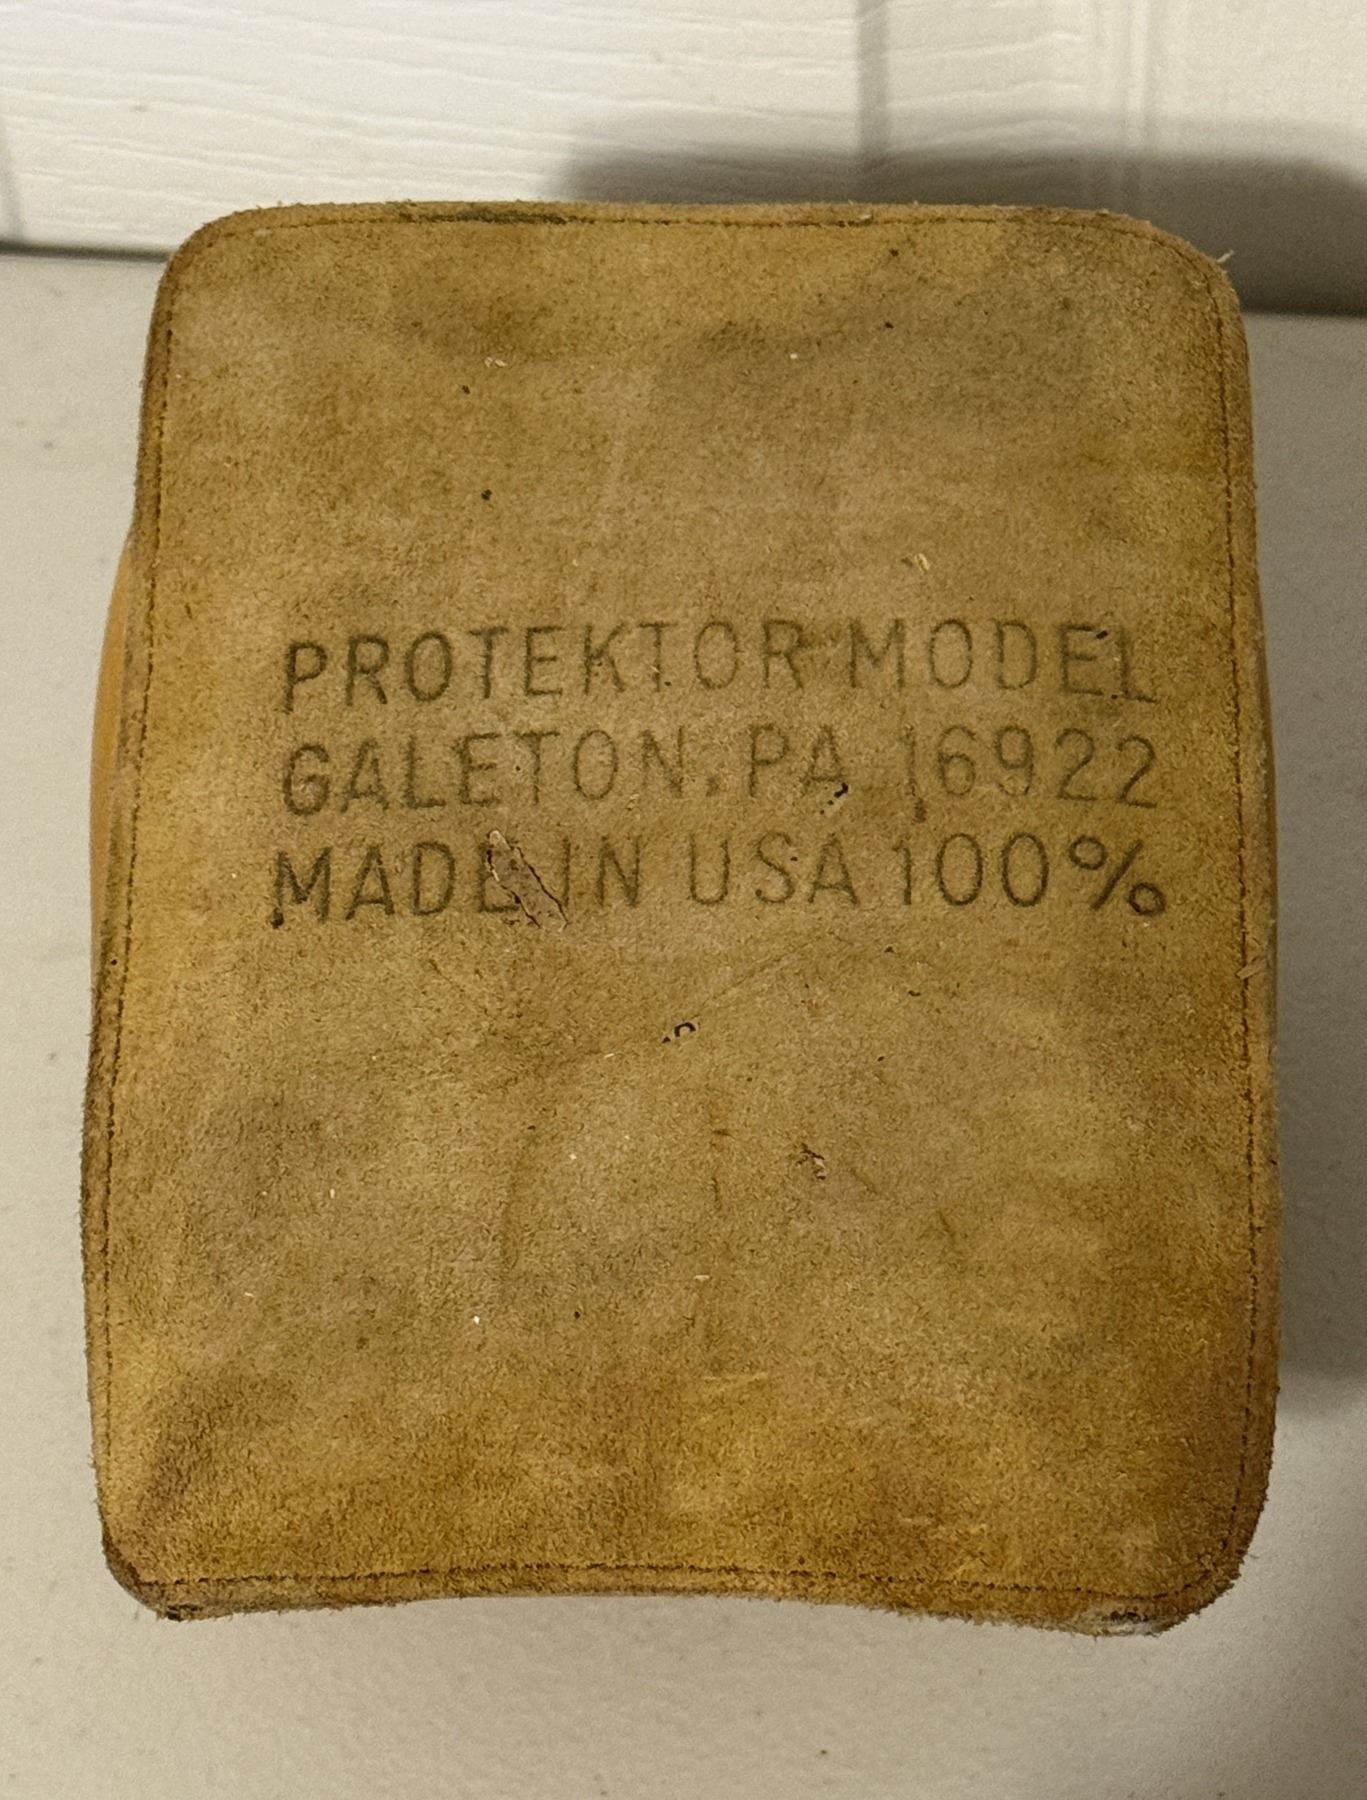 PROTEKTOR MODEL
GALETON, PA 16922
MADE IN USA 100%